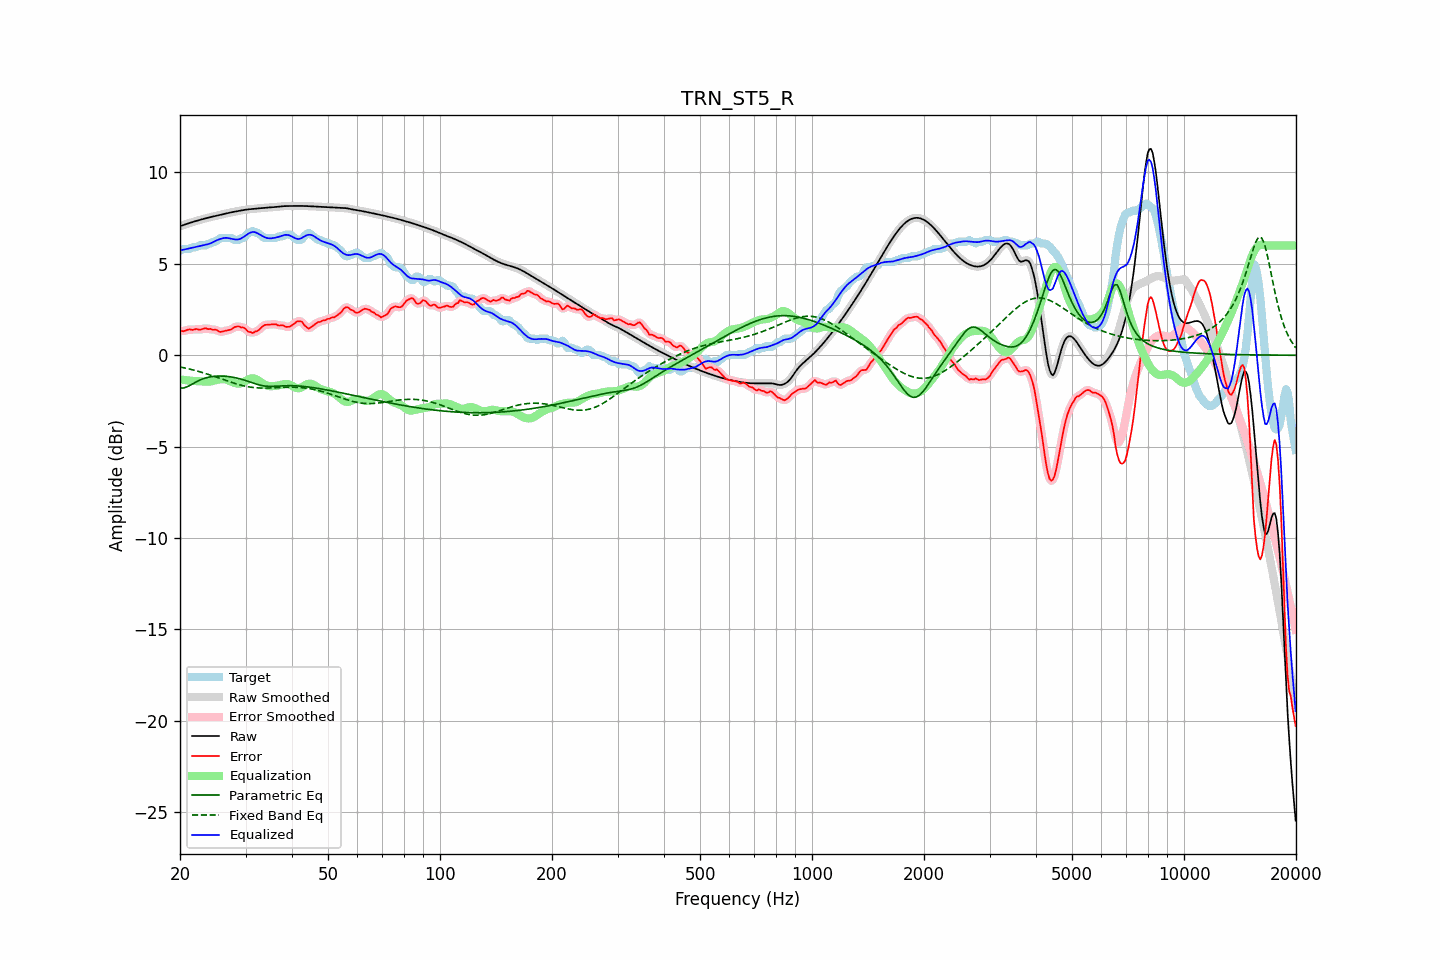 TRN_ST5_R
10
5
0
−5
−10
−15
−20
−25
Amplitude (dBr)
Target
Raw Smoothed
Error Smoothed
Raw
Error
Equalization
Parametric Eq
Fixed Band Eq
Equalized
20 50 100 200 500 1000 2000 5000 10000 20000
Frequency (Hz)